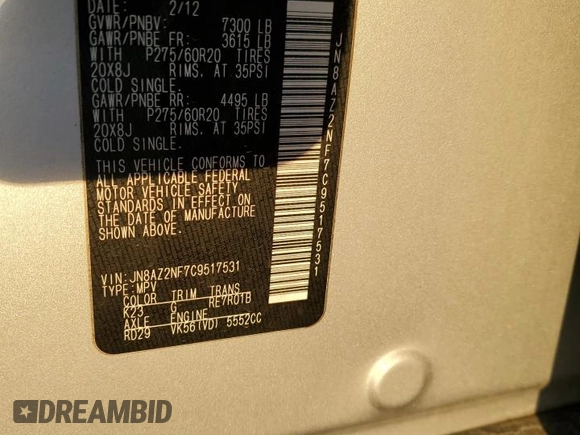 DATE 2/12
GVWR/PNBV: 7300 LB
GAWR/PNBE FR: 3615 LB
WITH P275/60R20 TIRES
20X8J RIMS. AT 35PSI
COLD SINGLE.
GAWR/PNBE RR: 4495 LB
WITH P275/60R20 TIRES
20X8J RIMS. AT 35PSI
COLD SINGLE.
THIS VEHICLE CONFORMS TO
ALL APPLICABLE FEDERAL
MOTOR VEHICLE SAFETY
STANDARDS IN EFFECT ON
THE DATE OF MANUFACTURE
SHOWN ABOVE.
VIN: JN8AZ2NF7C9517531
TYPE: MPV
COLOR TRIM TRANS
K23 G RE7R01B
AXLE ENGINE
RD29 VK56(VD) 5552CC
JN8AZ2NF7C9517531
DREAMBID